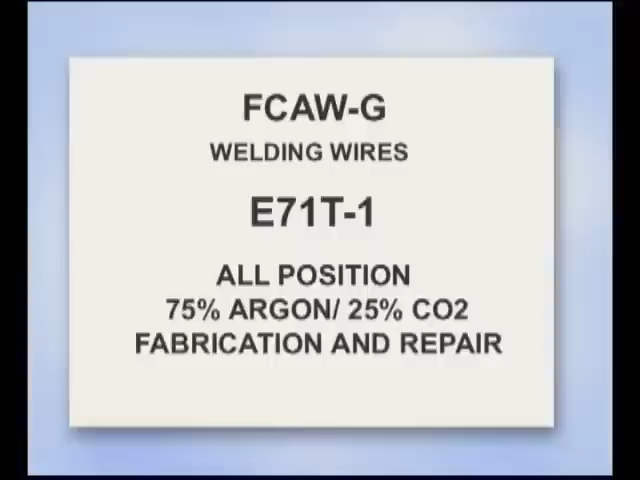 FCAW-G
WELDING WIRES
E71T-1
ALL POSITION
75% ARGON/ 25% CO2
FABRICATION AND REPAIR